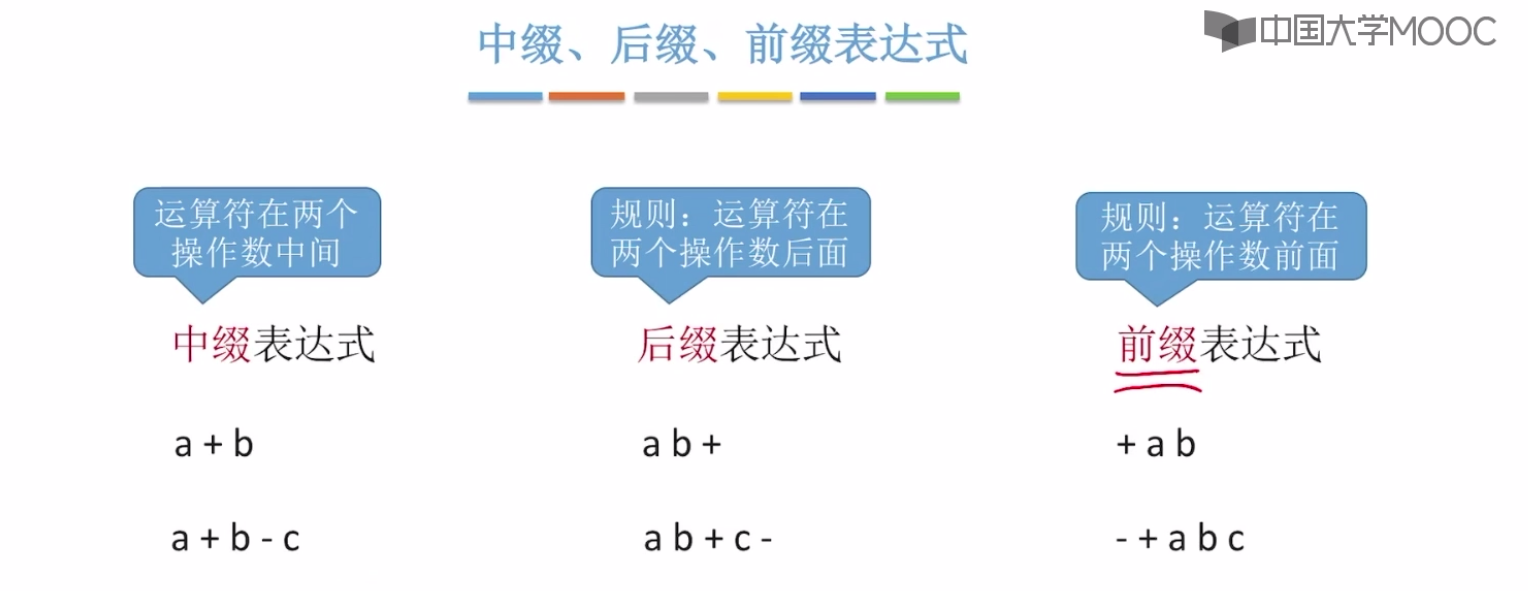 中缀、后缀、前缀表达式
中国大学MOOC
运算符在两个
操作数中间
规则：运算符在
两个操作数后面
规则：运算符在
两个操作数前面
中缀表达式
后缀表达式
前缀表达式
a + b
a b +
+ a b
a + b - c
a b + c -
- + a b c